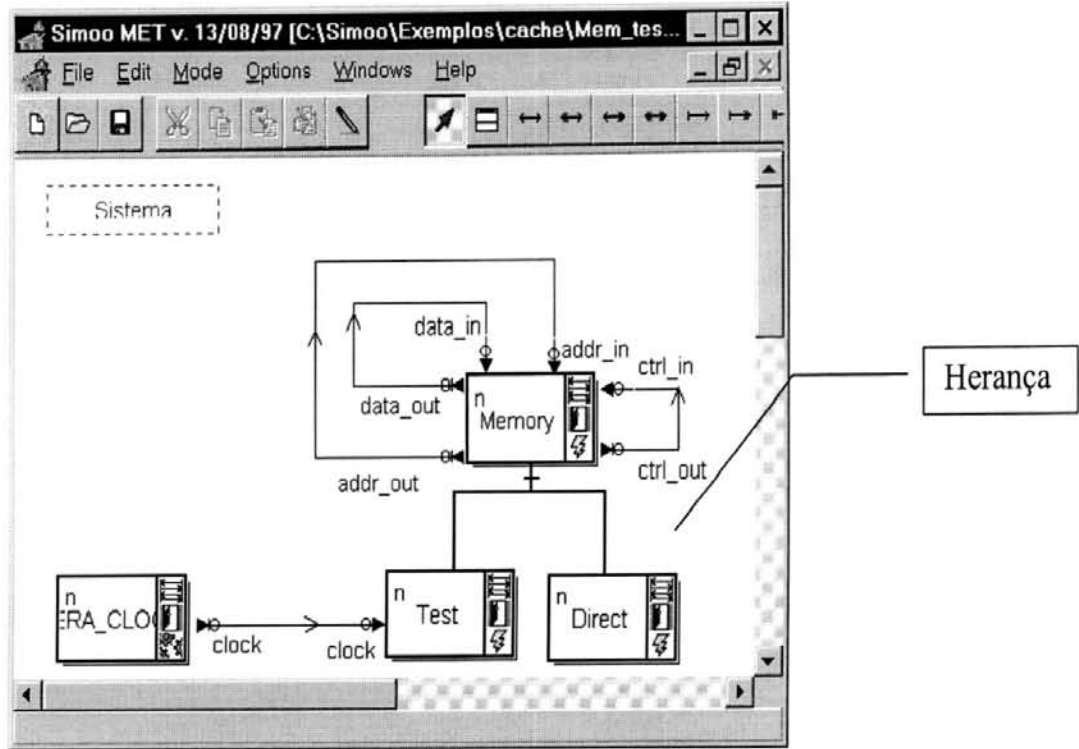 Simoo MET v. 13/08/97 [C:\Simoo\Exemplos\cache\Mem_tes...
File Edit Mode Options Windows Help
Sistema
data_in
addr_in
ctrl_in
n
Memory
data_out
addr_out
ctrl_out
Herança
n
ERA_CLOC
clock
clock
n
Test
n
Direct